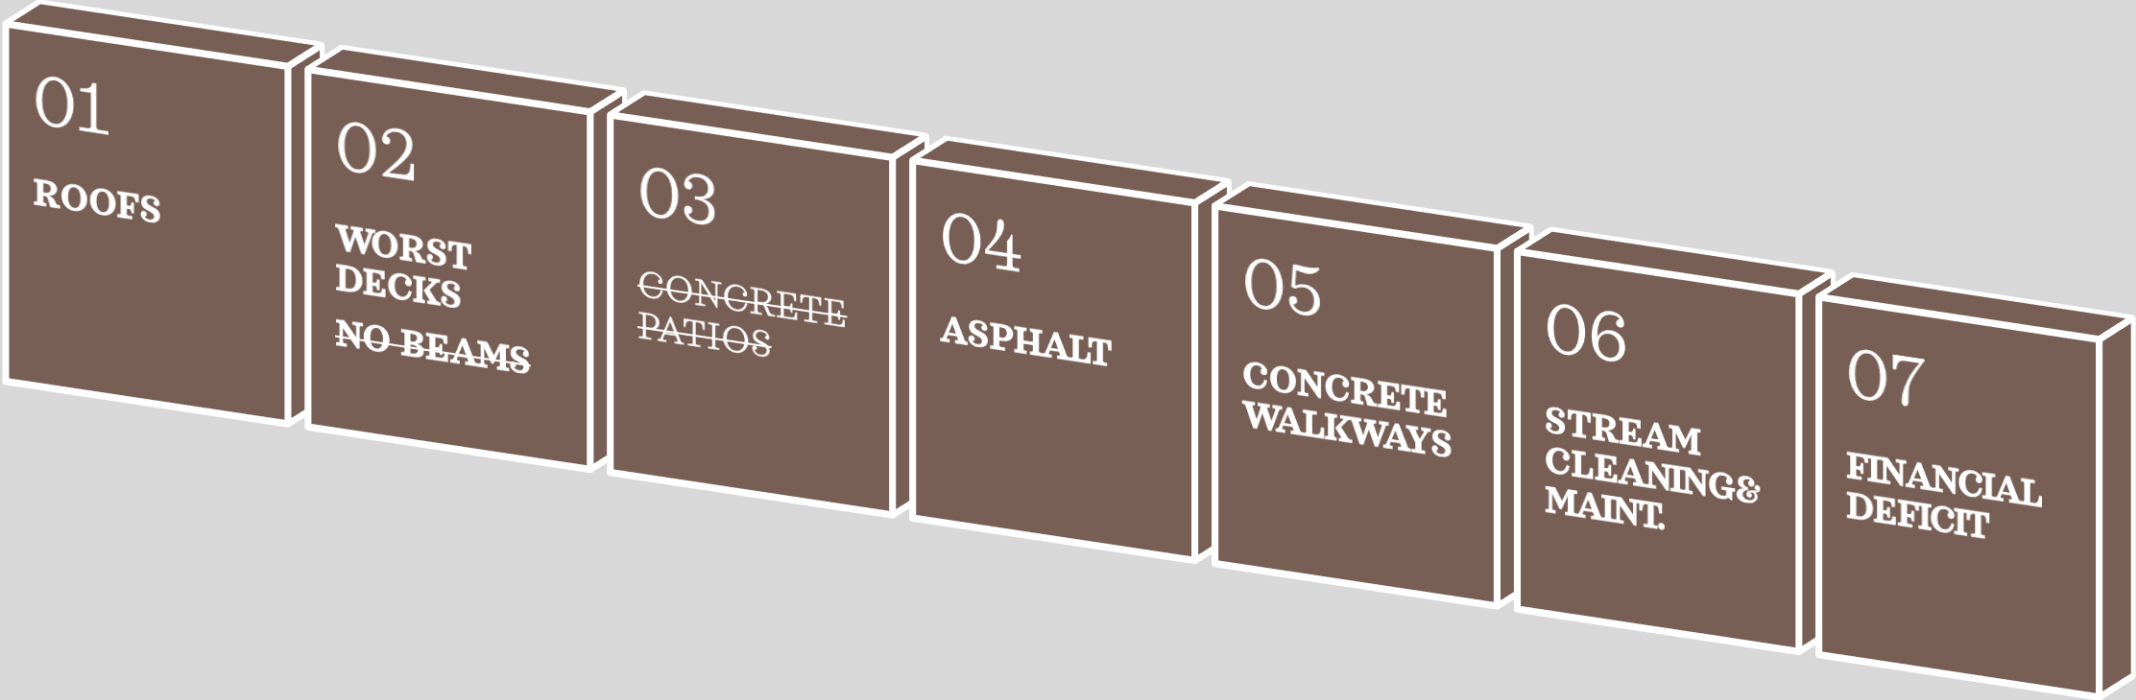 01
ROOFS
02
WORST
DECKS
NO BEAMS
03
CONCRETE
PATIOS
04
ASPHALT
05
CONCRETE
WALKWAYS
06
STREAM
CLEANING&
MAINT.
07
FINANCIAL
DEFICIT